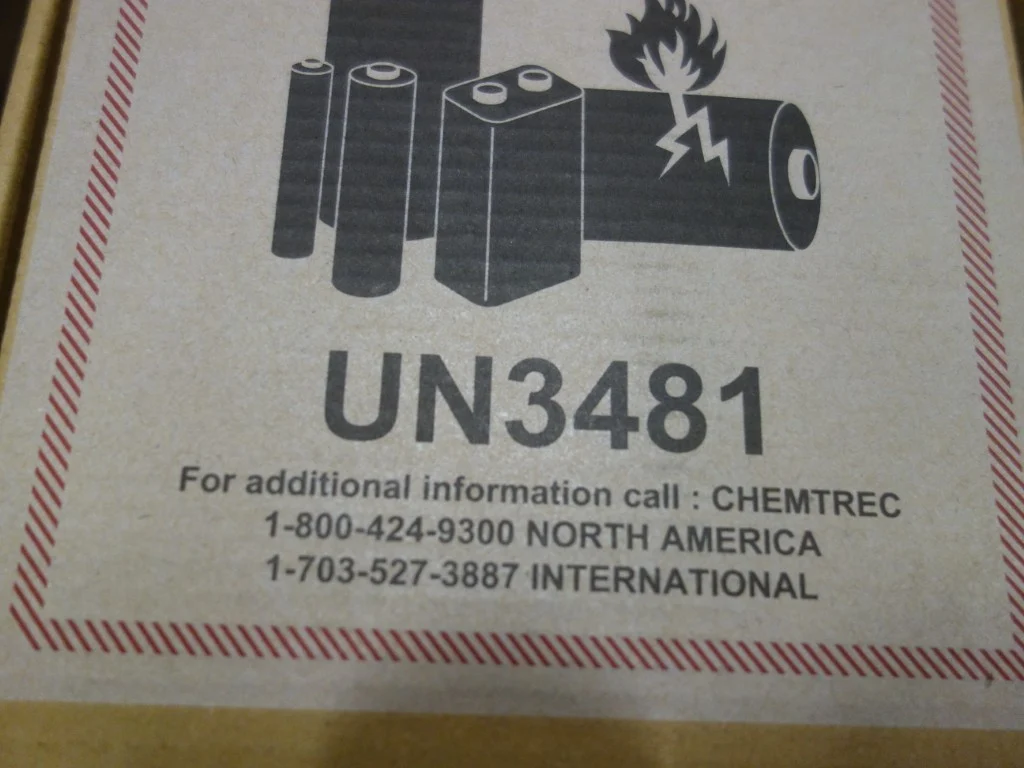 UN3481
For additional information call : CHEMTREC
1-800-424-9300 NORTH AMERICA
1-703-527-3887 INTERNATIONAL